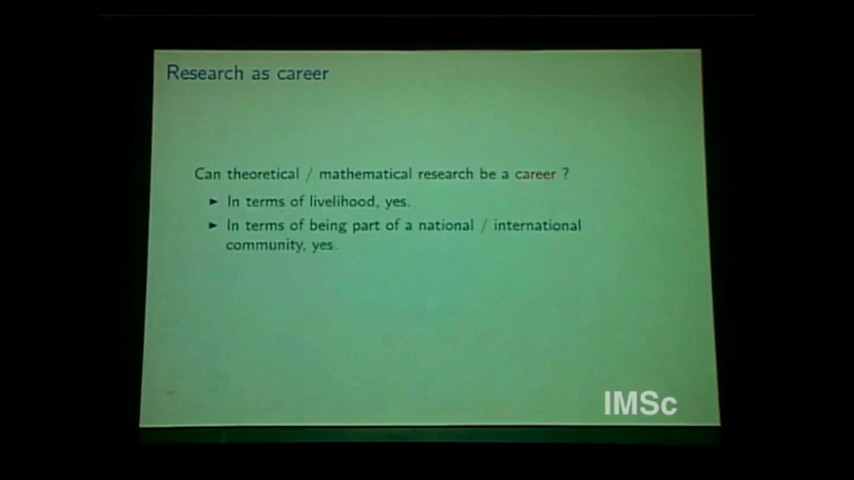 Research as career
Can theoretical / mathematical research be a career ?
► In terms of livelihood, yes.
► In terms of being part of a national / international
community, yes.
IMSc